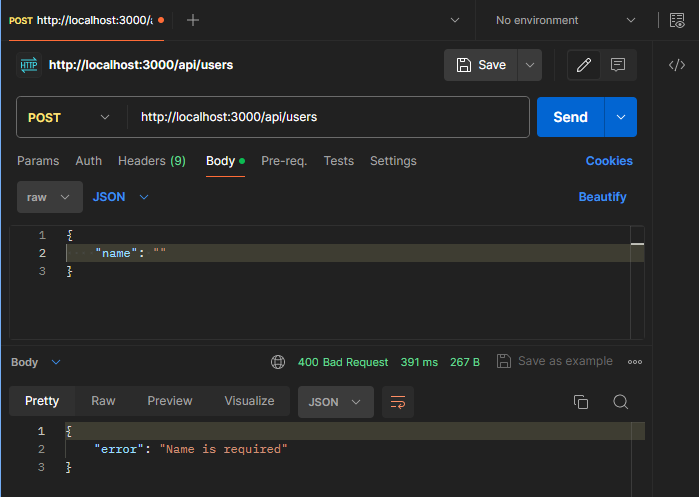 POST http://localhost:3000/a
No environment
HTTP http://localhost:3000/api/users
Save
POST http://localhost:3000/api/users
Send
Params Auth Headers (9) Body Pre-req. Tests Settings Cookies
raw JSON Beautify
1 {
2 "name": ""
3 }
Body 400 Bad Request 391 ms 267 B Save as example
Pretty Raw Preview Visualize JSON
1 {
2 "error": "Name is required"
3 }